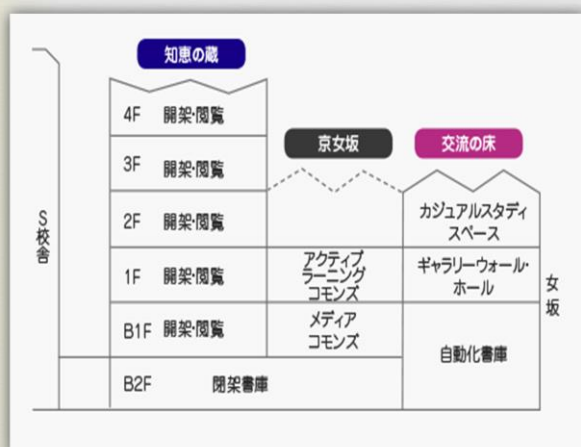 知恵の蔵
京女坂
交流の床
S校舎
4F 開架・閲覧
3F 開架・閲覧
2F 開架・閲覧
カジュアルスタディ
スペース
1F 開架・閲覧
アクティブ
ラーニング
コモンズ
ギャラリーウォール・
ホール
女坂
B1F 開架・閲覧
メディア
コモンズ
自動化書庫
B2F 閉架書庫